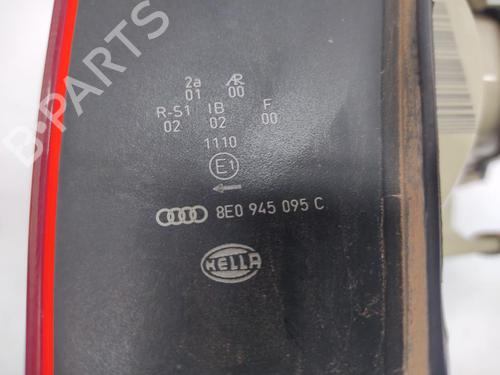 2a AR
01 00
R-S1 IB F
02 02 00
1110
E1
8E0 945 095 C
HELLA
B-PARTS